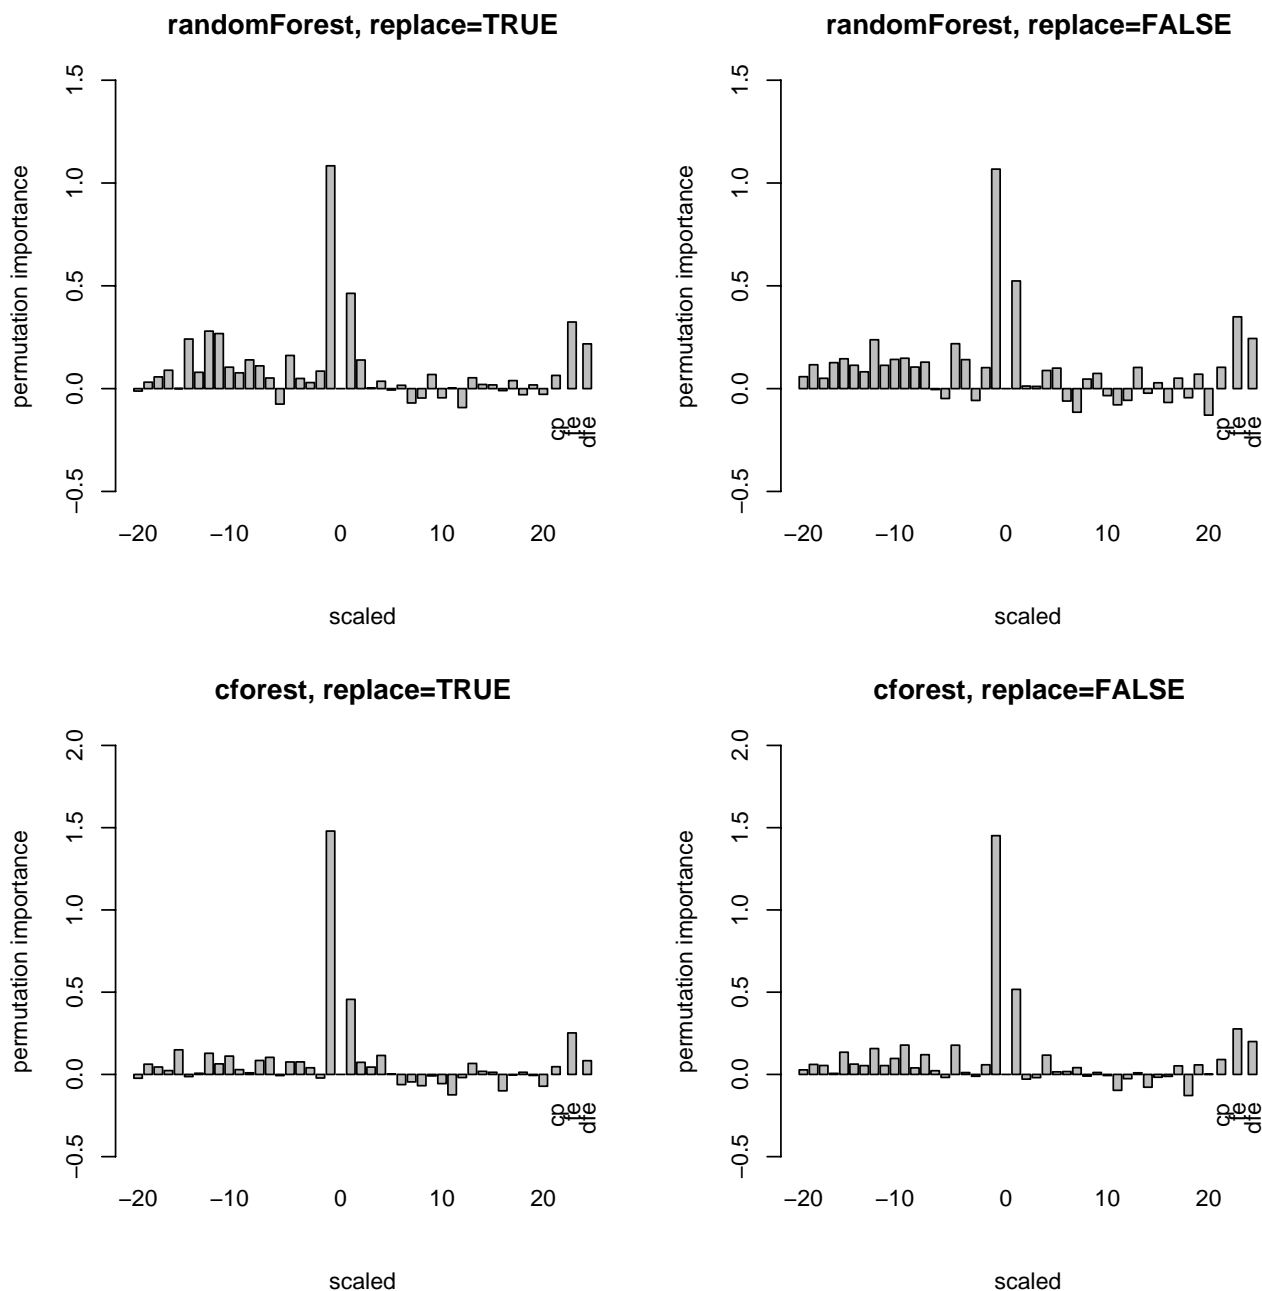 randomForest, replace=TRUE
permutation importance
1.5
1.0
0.5
0.0
−0.5
cp
fe
dfe
−20 −10 0 10 20
scaled
randomForest, replace=FALSE
permutation importance
1.5
1.0
0.5
0.0
−0.5
cp
fe
dfe
−20 −10 0 10 20
scaled
cforest, replace=TRUE
permutation importance
2.0
1.5
1.0
0.5
0.0
−0.5
cp
fe
dfe
−20 −10 0 10 20
scaled
cforest, replace=FALSE
permutation importance
2.0
1.5
1.0
0.5
0.0
−0.5
cp
fe
dfe
−20 −10 0 10 20
scaled